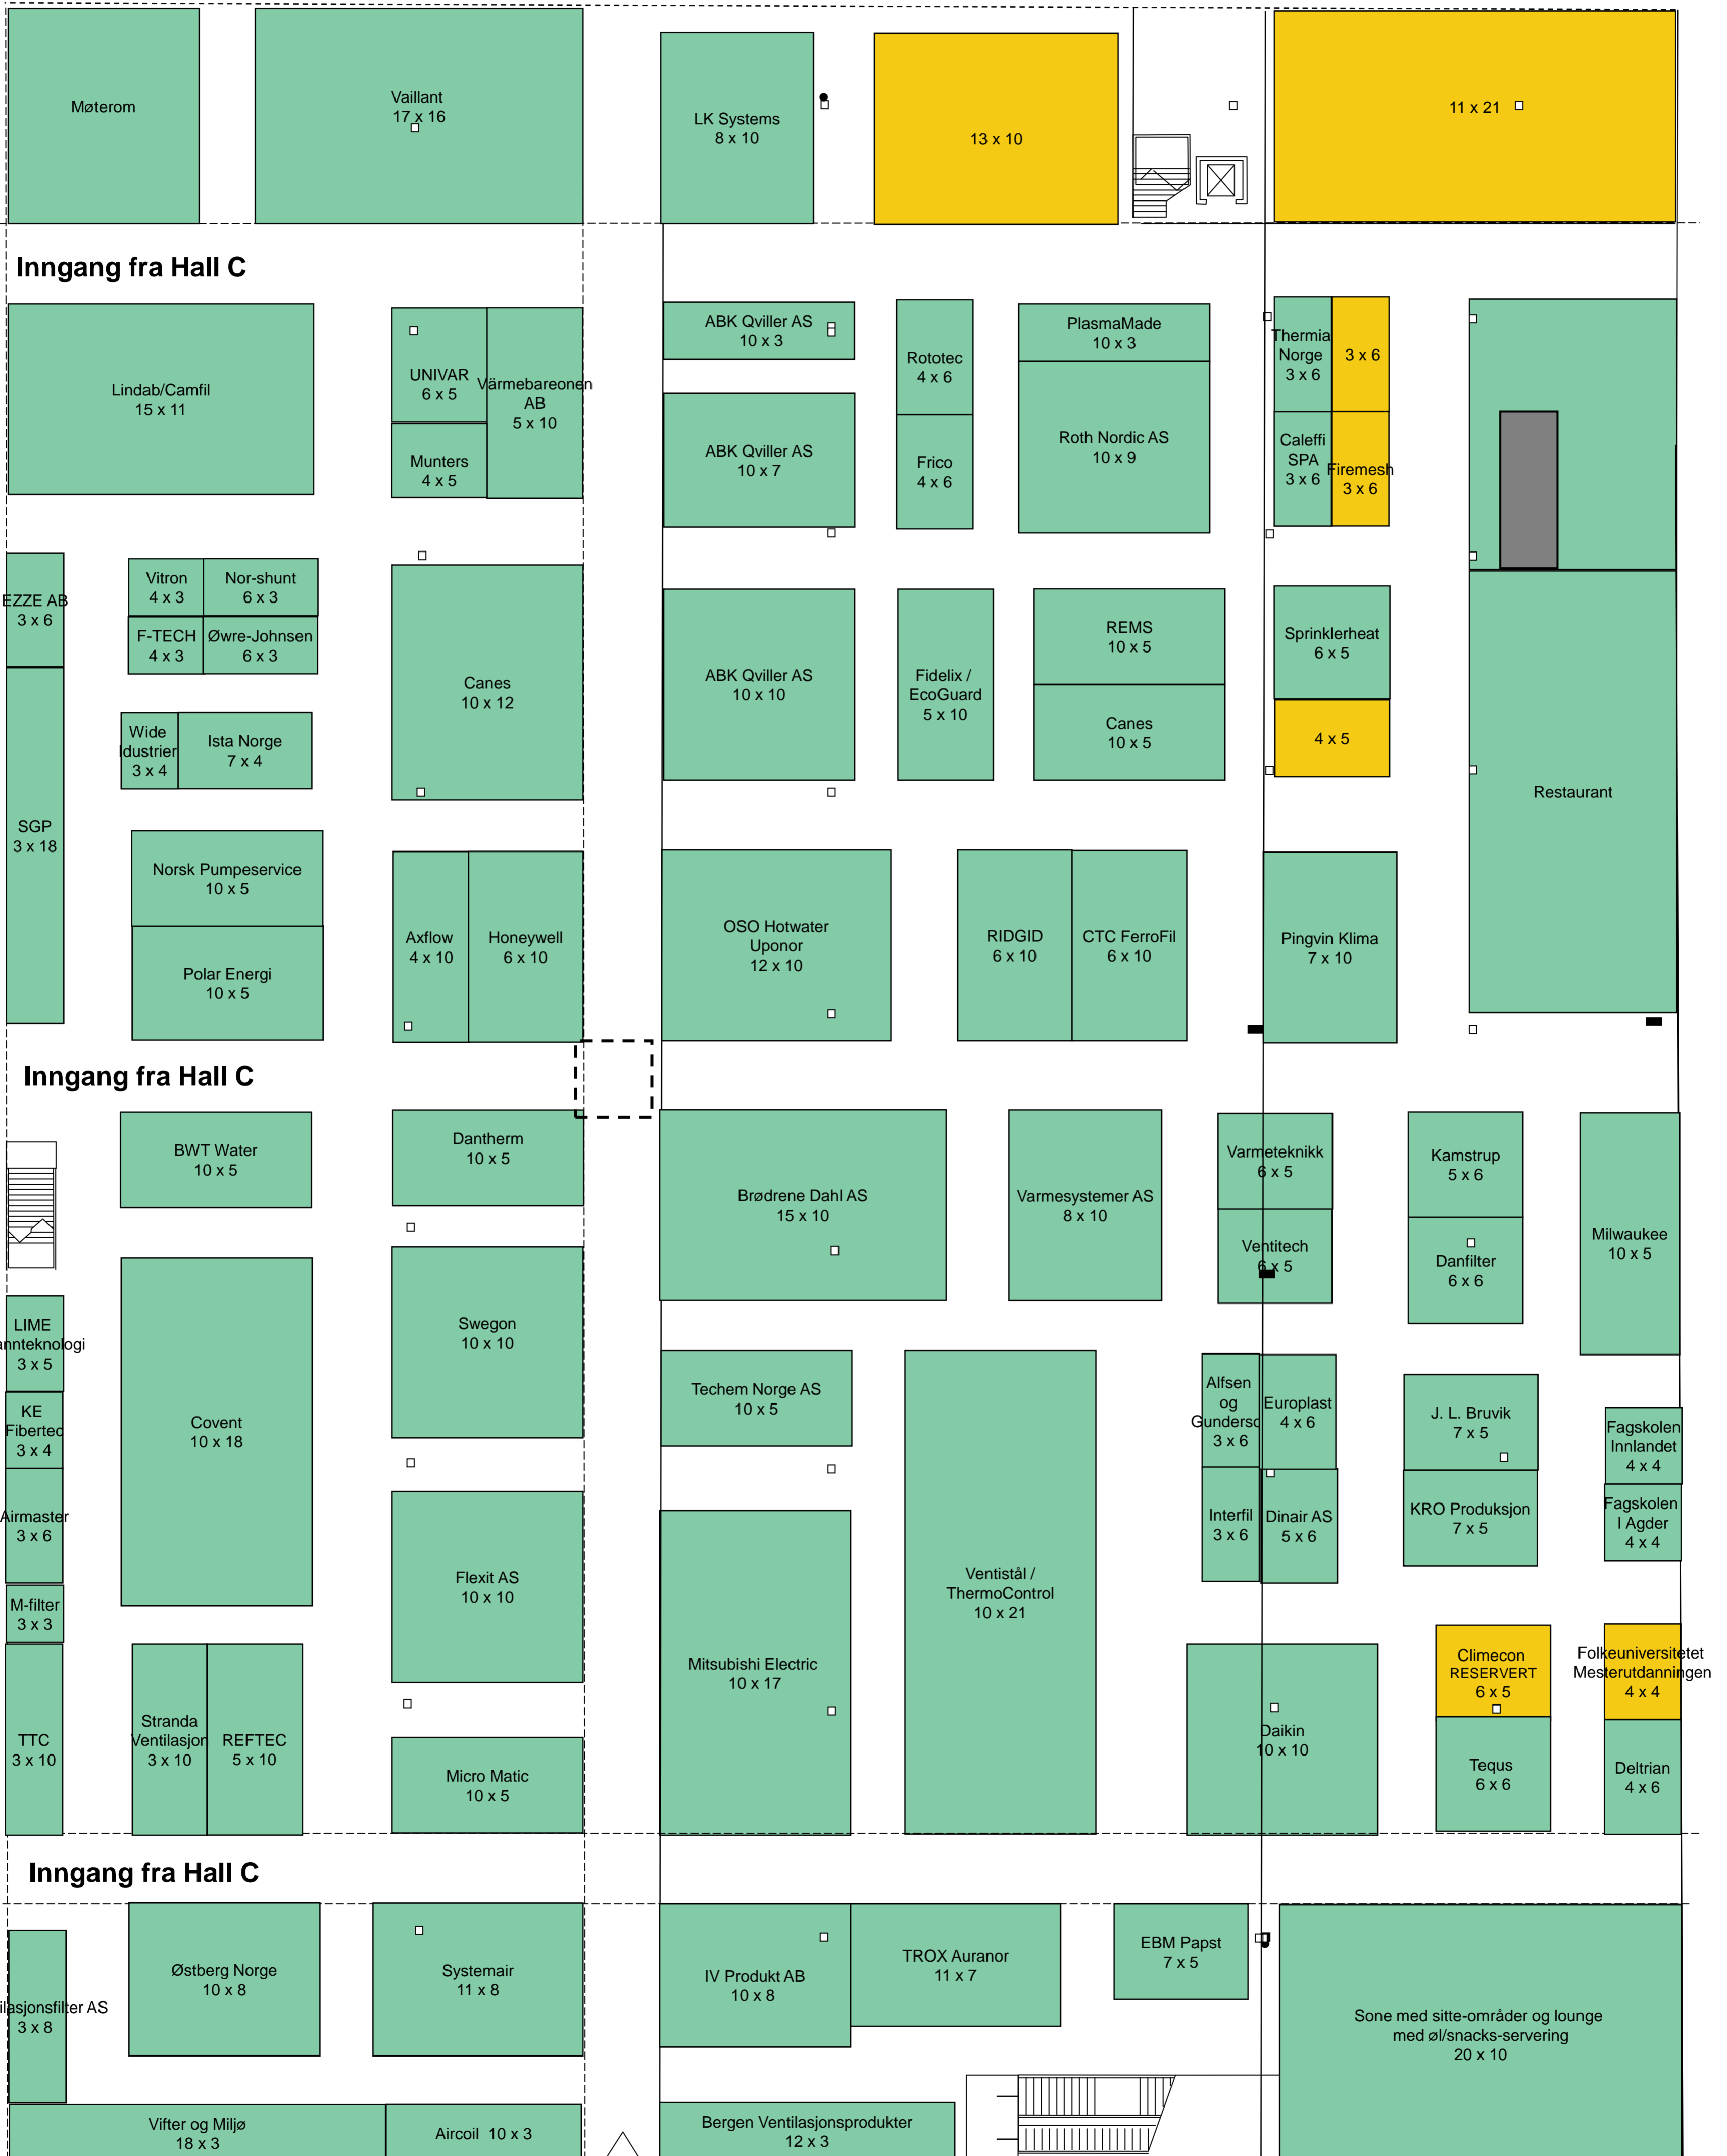 Møterom
Vaillant
17 x 16
LK Systems
8 x 10
13 x 10
11 x 21
Inngang fra Hall C
Lindab/Camfil
15 x 11
UNIVAR
6 x 5
Värmebareonen
AB
5 x 10
Munters
4 x 5
ABK Qviller AS
10 x 3
ABK Qviller AS
10 x 7
Rototec
4 x 6
Frico
4 x 6
PlasmaMade
10 x 3
Roth Nordic AS
10 x 9
Thermia
Norge
3 x 6
3 x 6
Caleffi
SPA
3 x 6
Firemesh
3 x 6
EZZE AB
3 x 6
Vitron
4 x 3
Nor-shunt
6 x 3
F-TECH
4 x 3
Øwre-Johnsen
6 x 3
Canes
10 x 12
ABK Qviller AS
10 x 10
Fidelix /
EcoGuard
5 x 10
REMS
10 x 5
Canes
10 x 5
Sprinklerheat
6 x 5
4 x 5
Restaurant
Wide
Idustrier
3 x 4
Ista Norge
7 x 4
SGP
3 x 18
Norsk Pumpeservice
10 x 5
Polar Energi
10 x 5
Axflow
4 x 10
Honeywell
6 x 10
OSO Hotwater
Uponor
12 x 10
RIDGID
6 x 10
CTC FerroFil
6 x 10
Pingvin Klima
7 x 10
Inngang fra Hall C
BWT Water
10 x 5
Dantherm
10 x 5
Brødrene Dahl AS
15 x 10
Varmesystemer AS
8 x 10
Varmeteknikk
6 x 5
Ventitech
6 x 5
Kamstrup
5 x 6
Danfilter
6 x 6
Milwaukee
10 x 5
LIME
annteknologi
3 x 5
KE
Fibertec
3 x 4
Airmaster
3 x 6
M-filter
3 x 3
TTC
3 x 10
Covent
10 x 18
Swegon
10 x 10
Flexit AS
10 x 10
Techem Norge AS
10 x 5
Mitsubishi Electric
10 x 17
Ventistål /
ThermoControl
10 x 21
Alfsen
og
Gunderso
3 x 6
Europlast
4 x 6
Interfil
3 x 6
Dinair AS
5 x 6
J. L. Bruvik
7 x 5
KRO Produksjon
7 x 5
Fagskolen
Innlandet
4 x 4
Fagskolen
I Agder
4 x 4
Stranda
Ventilasjon
3 x 10
REFTEC
5 x 10
Micro Matic
10 x 5
Daikin
10 x 10
Climecon
RESERVERT
6 x 5
Tequs
6 x 6
Folkeuniversitetet
Mesterutdanningen
4 x 4
Deltrian
4 x 6
Inngang fra Hall C
ilasjonsfilter AS
3 x 8
Østberg Norge
10 x 8
Systemair
11 x 8
IV Produkt AB
10 x 8
TROX Auranor
11 x 7
EBM Papst
7 x 5
Sone med sitte-områder og lounge
med øl/snacks-servering
20 x 10
Vifter og Miljø
18 x 3
Aircoil 10 x 3
Bergen Ventilasjonsprodukter
12 x 3